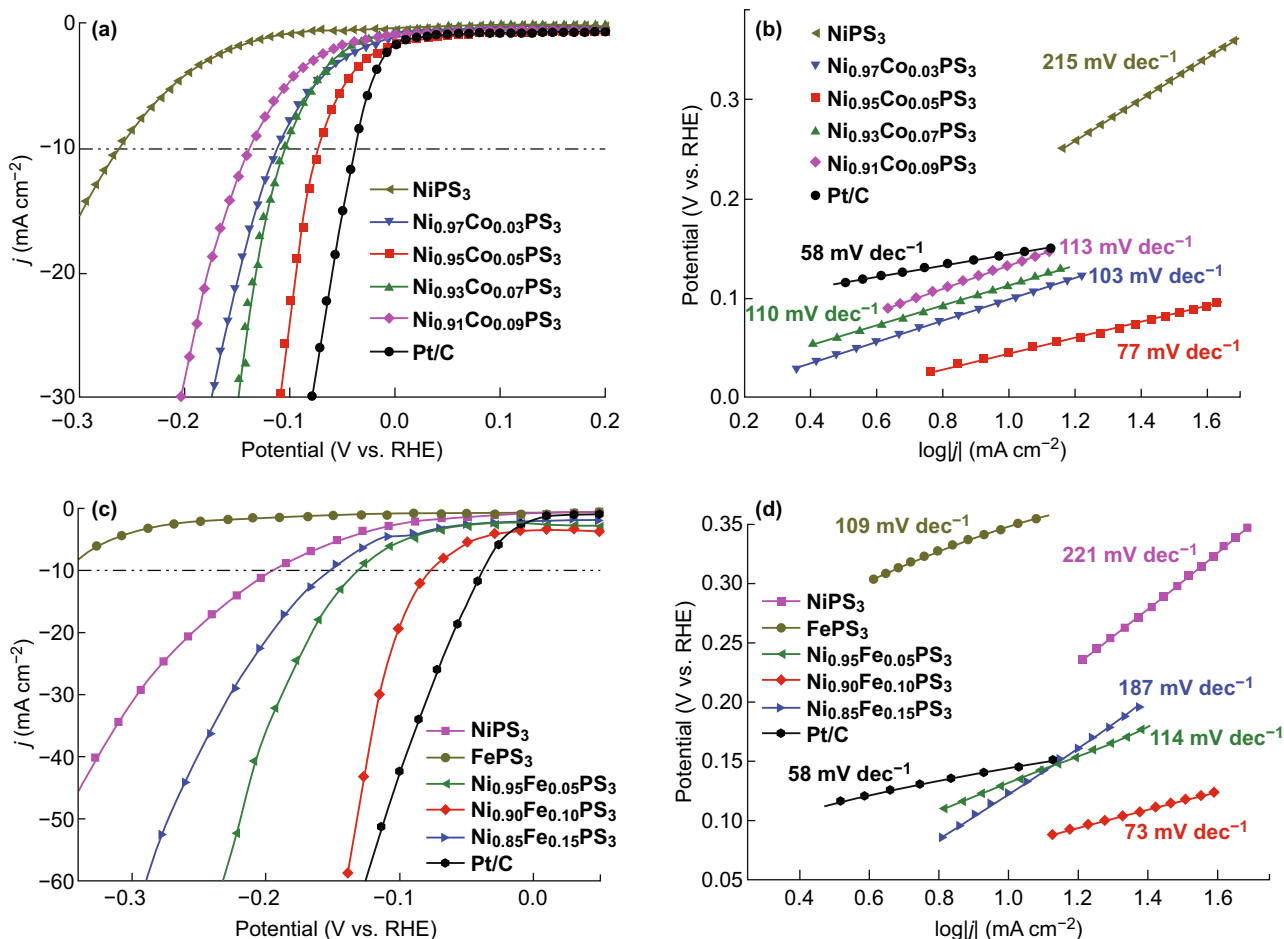 (a)
0
−10
−20
−30
j (mA cm⁻²)
NiPS₃
Ni₀.₉₇Co₀.₀₃PS₃
Ni₀.₉₅Co₀.₀₅PS₃
Ni₀.₉₃Co₀.₀₇PS₃
Ni₀.₉₁Co₀.₀₉PS₃
Pt/C
−0.3 −0.2 −0.1 0.0 0.1 0.2
Potential (V vs. RHE)
(b)
NiPS₃
Ni₀.₉₇Co₀.₀₃PS₃
Ni₀.₉₅Co₀.₀₅PS₃
Ni₀.₉₃Co₀.₀₇PS₃
Ni₀.₉₁Co₀.₀₉PS₃
Pt/C
215 mV dec⁻¹
58 mV dec⁻¹
113 mV dec⁻¹
103 mV dec⁻¹
110 mV dec⁻¹
77 mV dec⁻¹
0.3
0.2
0.1
0.0
Potential (V vs. RHE)
0.2 0.4 0.6 0.8 1.0 1.2 1.4 1.6
log|j| (mA cm⁻²)
(c)
0
−10
−20
−30
−40
−50
−60
j (mA cm⁻²)
NiPS₃
FePS₃
Ni₀.₉₅Fe₀.₀₅PS₃
Ni₀.₉₀Fe₀.₁₀PS₃
Ni₀.₈₅Fe₀.₁₅PS₃
Pt/C
−0.3 −0.2 −0.1 0.0
Potential (V vs. RHE)
(d)
109 mV dec⁻¹
221 mV dec⁻¹
NiPS₃
FePS₃
Ni₀.₉₅Fe₀.₀₅PS₃
Ni₀.₉₀Fe₀.₁₀PS₃
Ni₀.₈₅Fe₀.₁₅PS₃
Pt/C
187 mV dec⁻¹
114 mV dec⁻¹
58 mV dec⁻¹
73 mV dec⁻¹
0.35
0.30
0.25
0.20
0.15
0.10
0.05
Potential (V vs. RHE)
0.2 0.4 0.6 0.8 1.0 1.2 1.4 1.6
log|j| (mA cm⁻²)